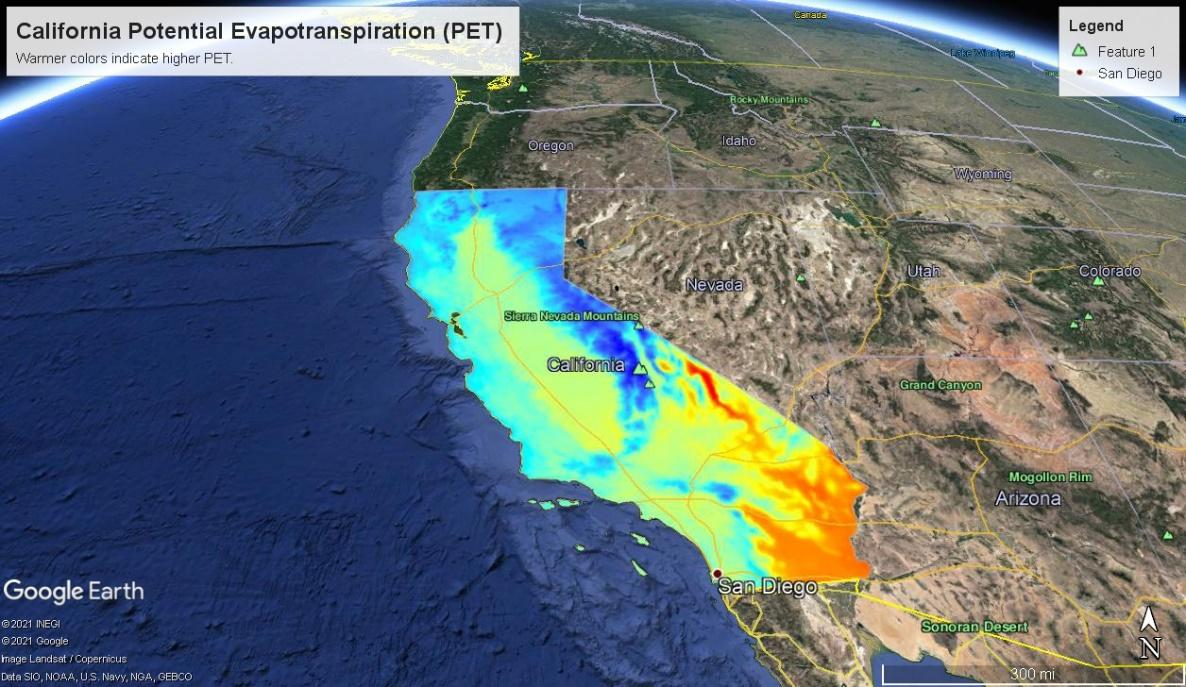 California Potential Evapotranspiration (PET)
Warmer colors indicate higher PET.
Legend
Feature 1
San Diego
Canada
Lake Winnipeg
Rocky Mountains
Oregon
Idaho
Wyoming
Nevada
Utah
Colorado
Sierra Nevada Mountains
California
Grand Canyon
Mogollon Rim
Arizona
San Diego
Sonoran Desert
Google Earth
©2021 INEGI
©2021 Google
Image Landsat / Copernicus
Data SIO, NOAA, U.S. Navy, NGA, GEBCO
N
300 mi